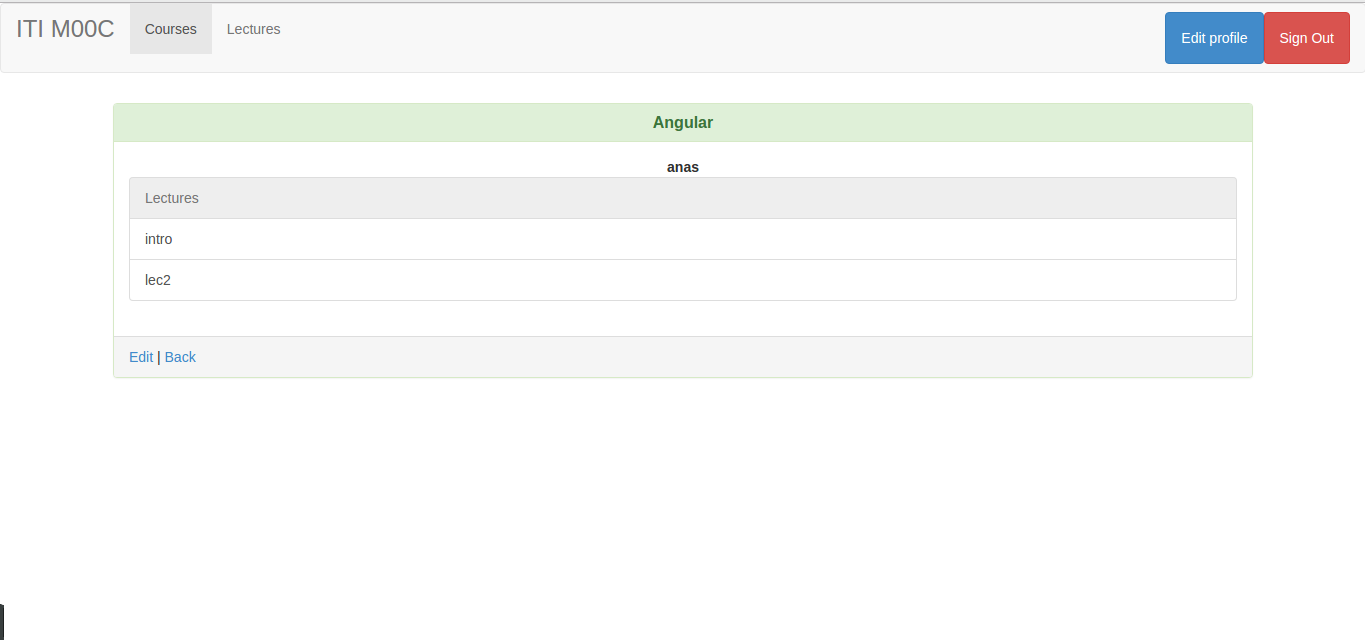 ITI M00C Courses Lectures Edit profile Sign Out
Angular
anas
Lectures
intro
lec2
Edit | Back